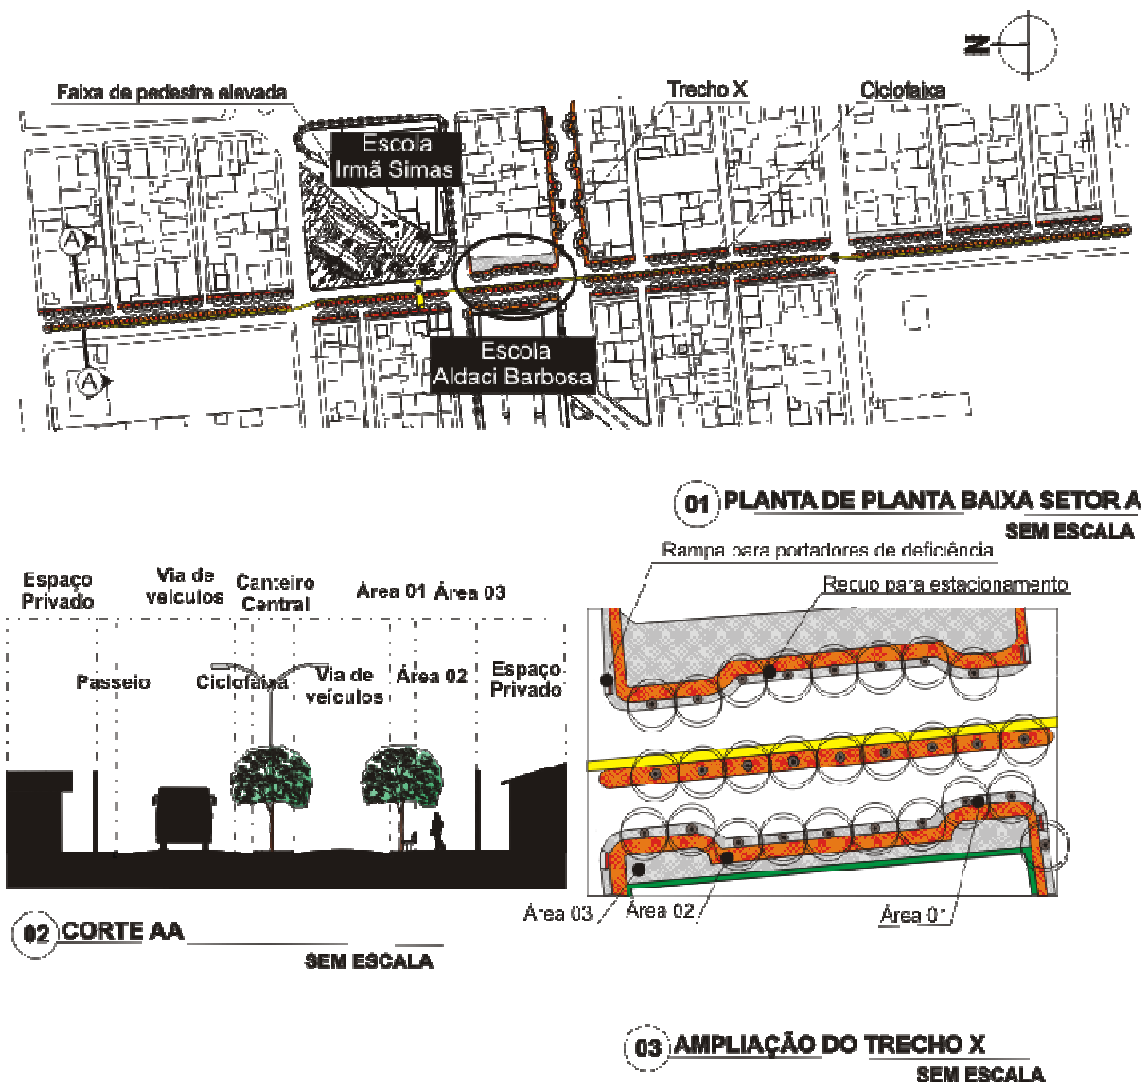 N
Faixa de pedestre elevada
Trecho X
Ciclofaixa
Escola
Irmã Simas
A
A
Escola
Aldaci Barbosa
01 PLANTA DE PLANTA BAIXA SETOR A
SEM ESCALA
Espaço
Privado
Via de
veículos
Canteiro
Central
Área 01 Área 03
Passeio
Ciclofaixa
Via de
veículos
Área 02
Espaço
Privado
02 CORTE AA
SEM ESCALA
Rampa para portadores de deficiência
Recuo para estacionamento
Área 03
Área 02
Área 01
03 AMPLIAÇÃO DO TRECHO X
SEM ESCALA